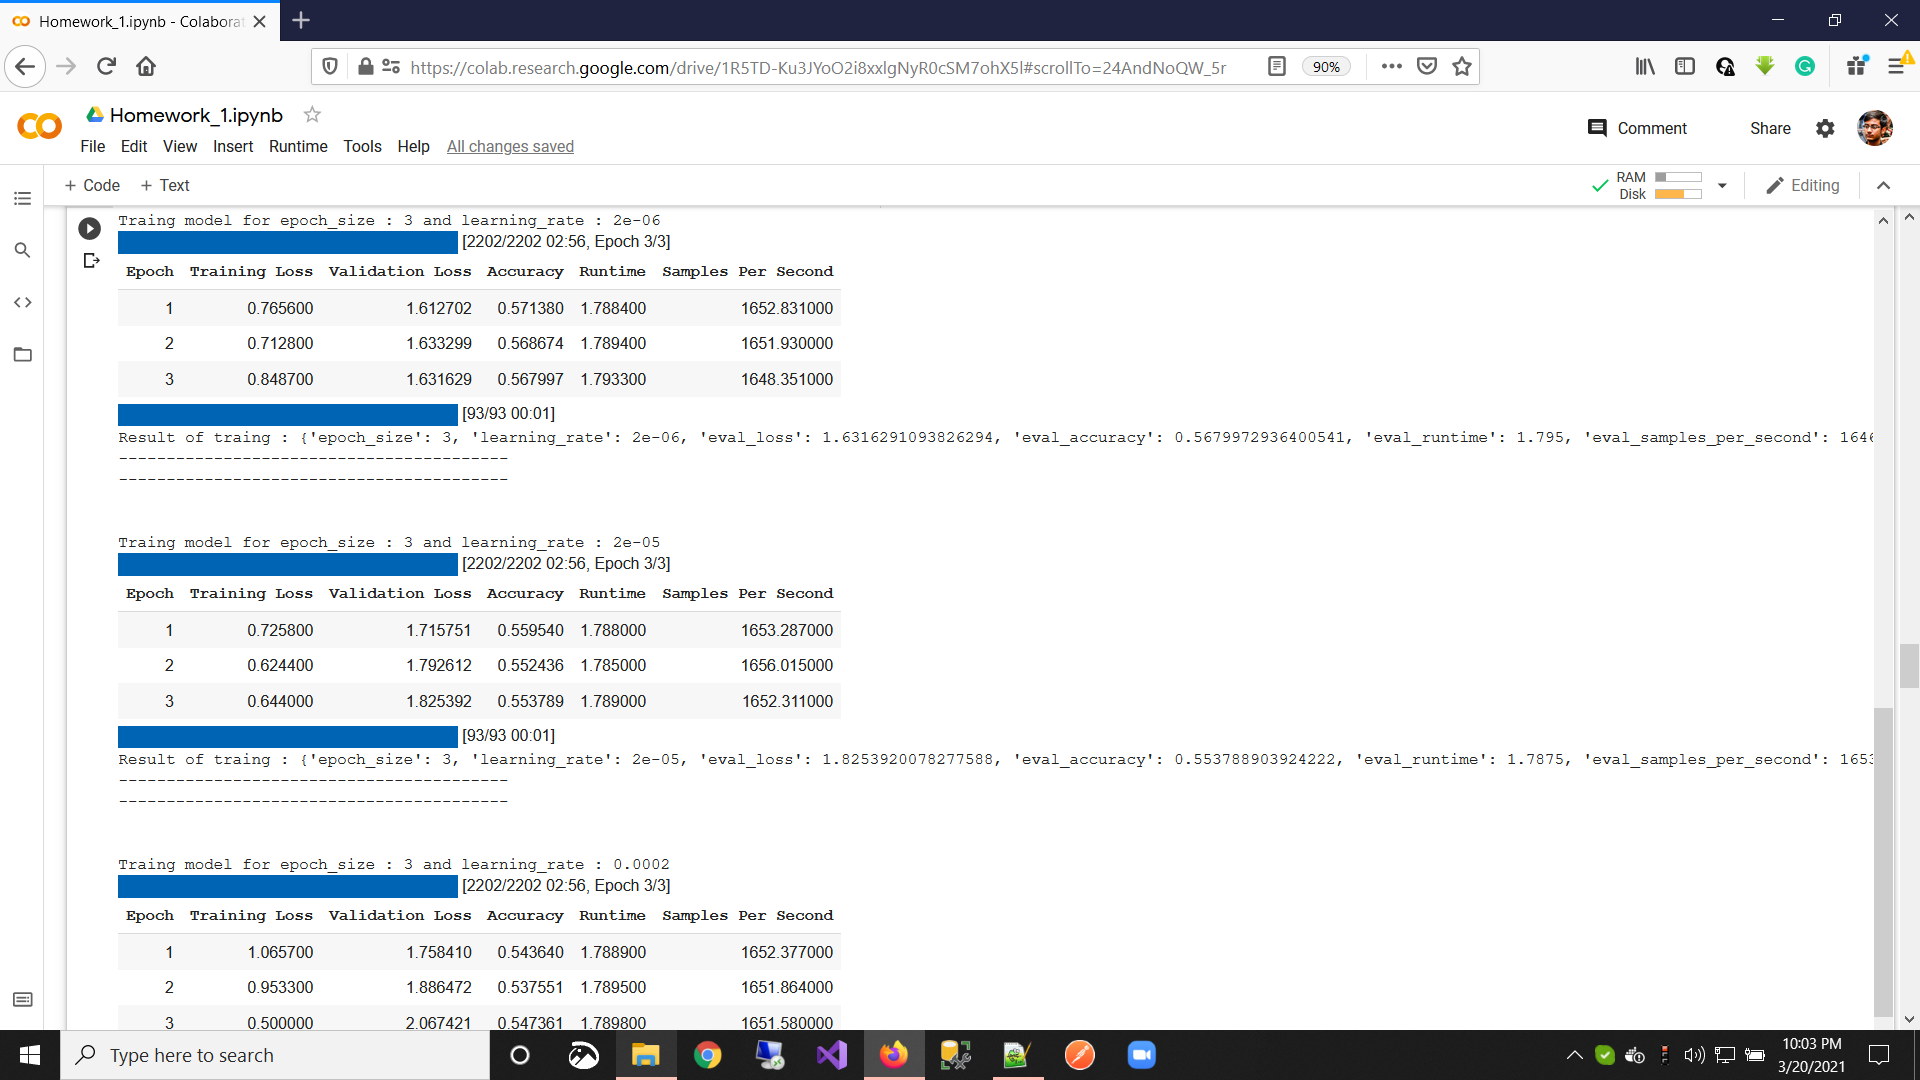 Homework_1.ipynb - Colaborat
https://colab.research.google.com/drive/1R5TD-Ku3JYoO2i8xxlgNyR0cSM7ohX5l#scrollTo=24AndNoQW_5r
90%
Homework_1.ipynb
File Edit View Insert Runtime Tools Help All changes saved
Comment Share
+ Code + Text
RAM
Disk
Editing
Traing model for epoch_size : 3 and learning_rate : 2e-06
[2202/2202 02:56, Epoch 3/3]
Epoch Training Loss Validation Loss Accuracy Runtime Samples Per Second
1 0.765600 1.612702 0.571380 1.788400 1652.831000
2 0.712800 1.633299 0.568674 1.789400 1651.930000
3 0.848700 1.631629 0.567997 1.793300 1648.351000
[93/93 00:01]
Result of traing : {'epoch_size': 3, 'learning_rate': 2e-06, 'eval_loss': 1.6316291093826294, 'eval_accuracy': 0.5679972936400541, 'eval_runtime': 1.795, 'eval_samples_per_second': 1646
-----------------------------------------
-----------------------------------------
Traing model for epoch_size : 3 and learning_rate : 2e-05
[2202/2202 02:56, Epoch 3/3]
Epoch Training Loss Validation Loss Accuracy Runtime Samples Per Second
1 0.725800 1.715751 0.559540 1.788000 1653.287000
2 0.624400 1.792612 0.552436 1.785000 1656.015000
3 0.644000 1.825392 0.553789 1.789000 1652.311000
[93/93 00:01]
Result of traing : {'epoch_size': 3, 'learning_rate': 2e-05, 'eval_loss': 1.8253920078277588, 'eval_accuracy': 0.553788903924222, 'eval_runtime': 1.7875, 'eval_samples_per_second': 1653
-----------------------------------------
-----------------------------------------
Traing model for epoch_size : 3 and learning_rate : 0.0002
[2202/2202 02:56, Epoch 3/3]
Epoch Training Loss Validation Loss Accuracy Runtime Samples Per Second
1 1.065700 1.758410 0.543640 1.788900 1652.377000
2 0.953300 1.886472 0.537551 1.789500 1651.864000
3 0.500000 2.067421 0.547361 1.789800 1651.580000
Type here to search
10:03 PM
3/20/2021